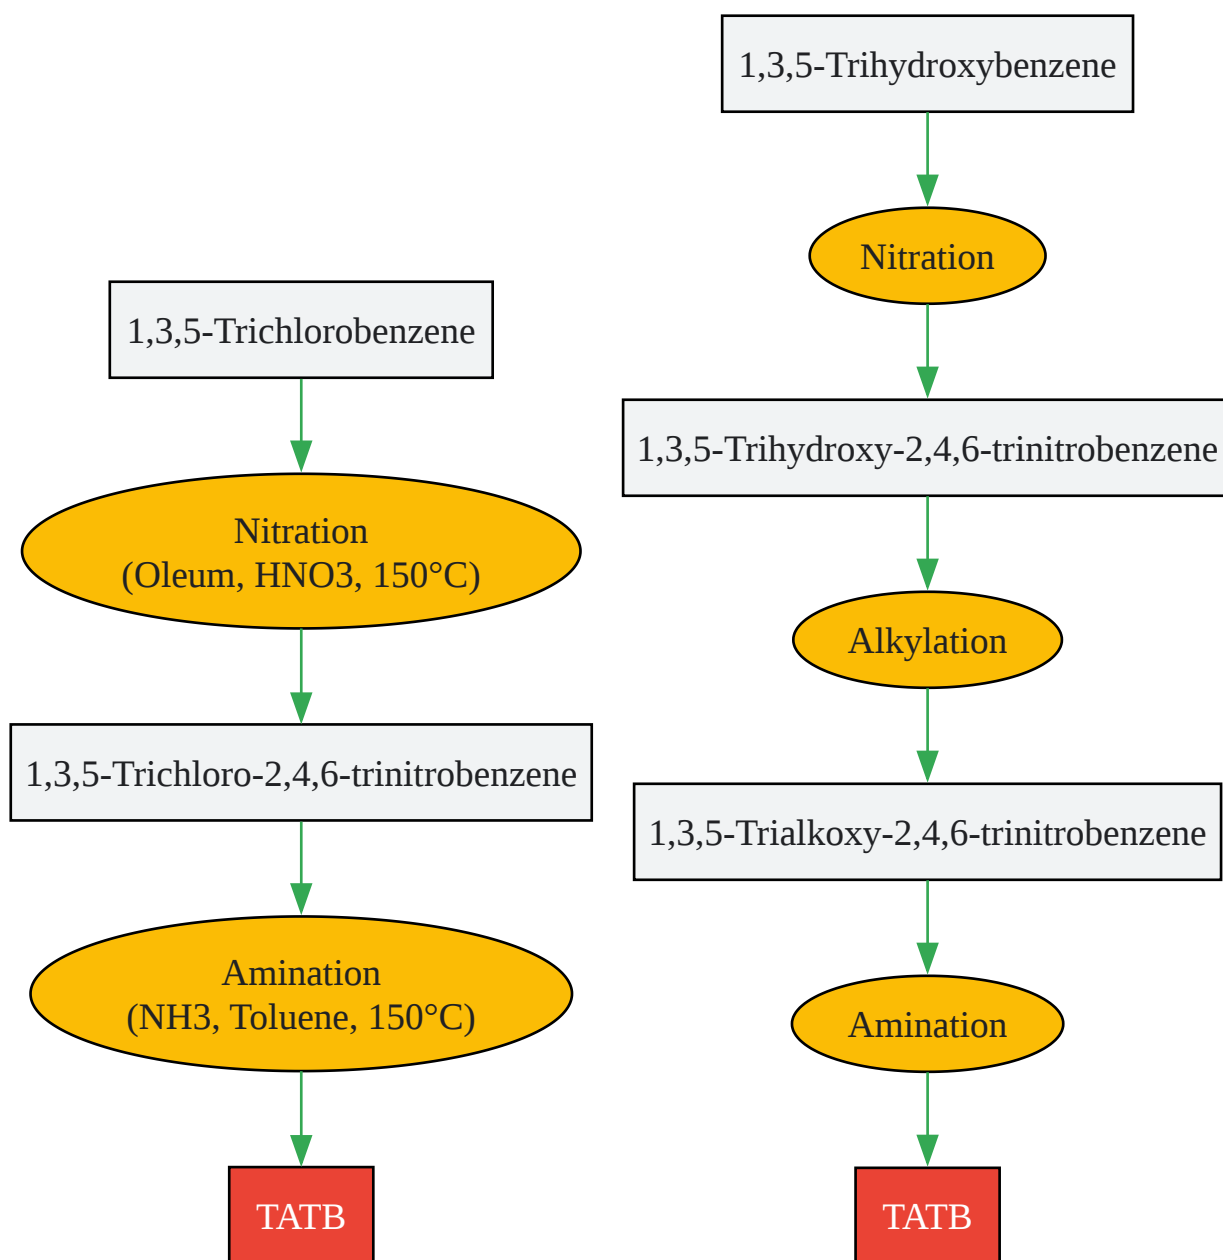 1,3,5-Trichlorobenzene
Nitration
(Oleum, HNO3, 150°C)
1,3,5-Trichloro-2,4,6-trinitrobenzene
Amination
(NH3, Toluene, 150°C)
TATB
1,3,5-Trihydroxybenzene
Nitration
1,3,5-Trihydroxy-2,4,6-trinitrobenzene
Alkylation
1,3,5-Trialkoxy-2,4,6-trinitrobenzene
Amination
TATB